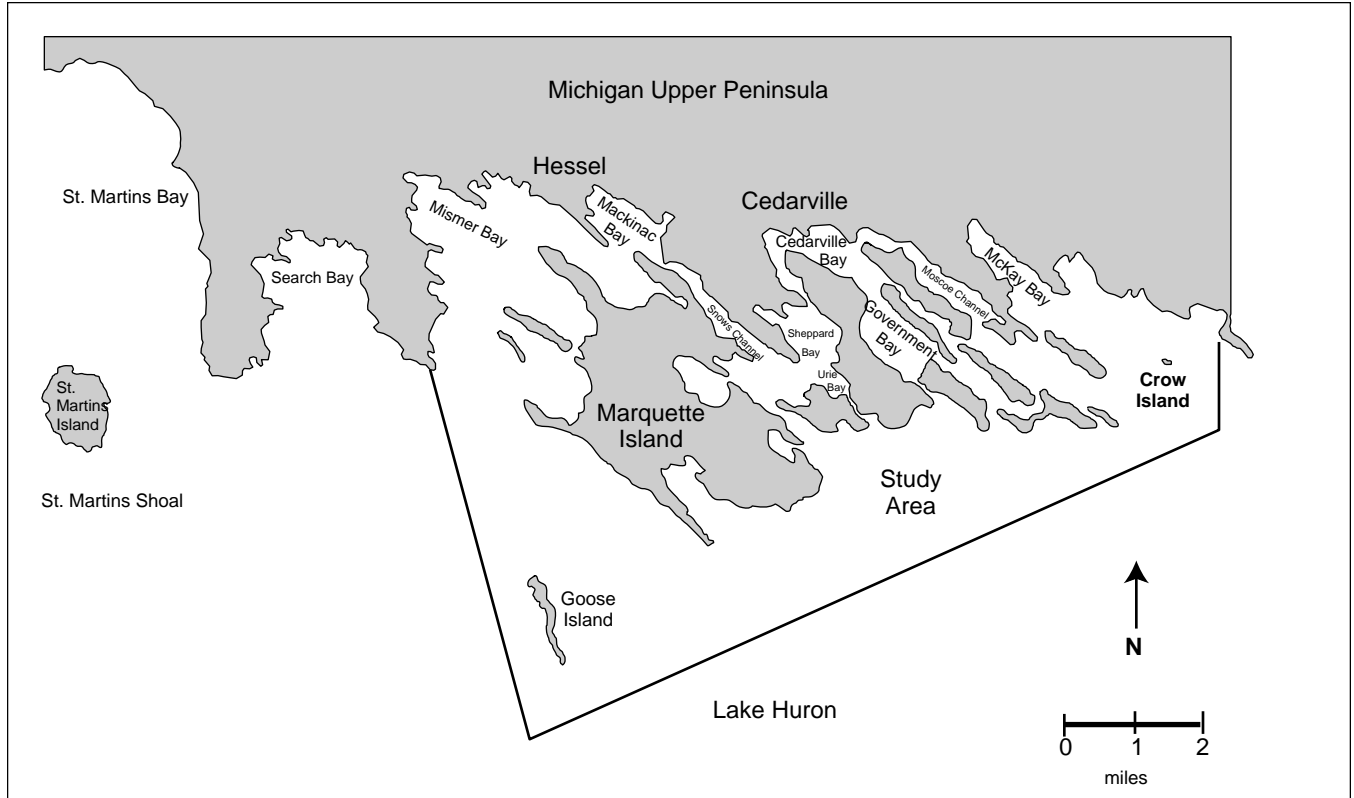 Michigan Upper Peninsula
Hessel
St. Martins Bay
Mismer Bay
Mackinac
Bay
Cedarville
Cedarville
Bay
Search Bay
Moscoe Channel
McKay Bay
Snows Channel
Sheppard
Bay
Government
Bay
Urie
Bay
St.
Martins
Island
Marquette
Island
Crow
Island
St. Martins Shoal
Study
Area
Goose
Island
N
Lake Huron
0
1
2
miles